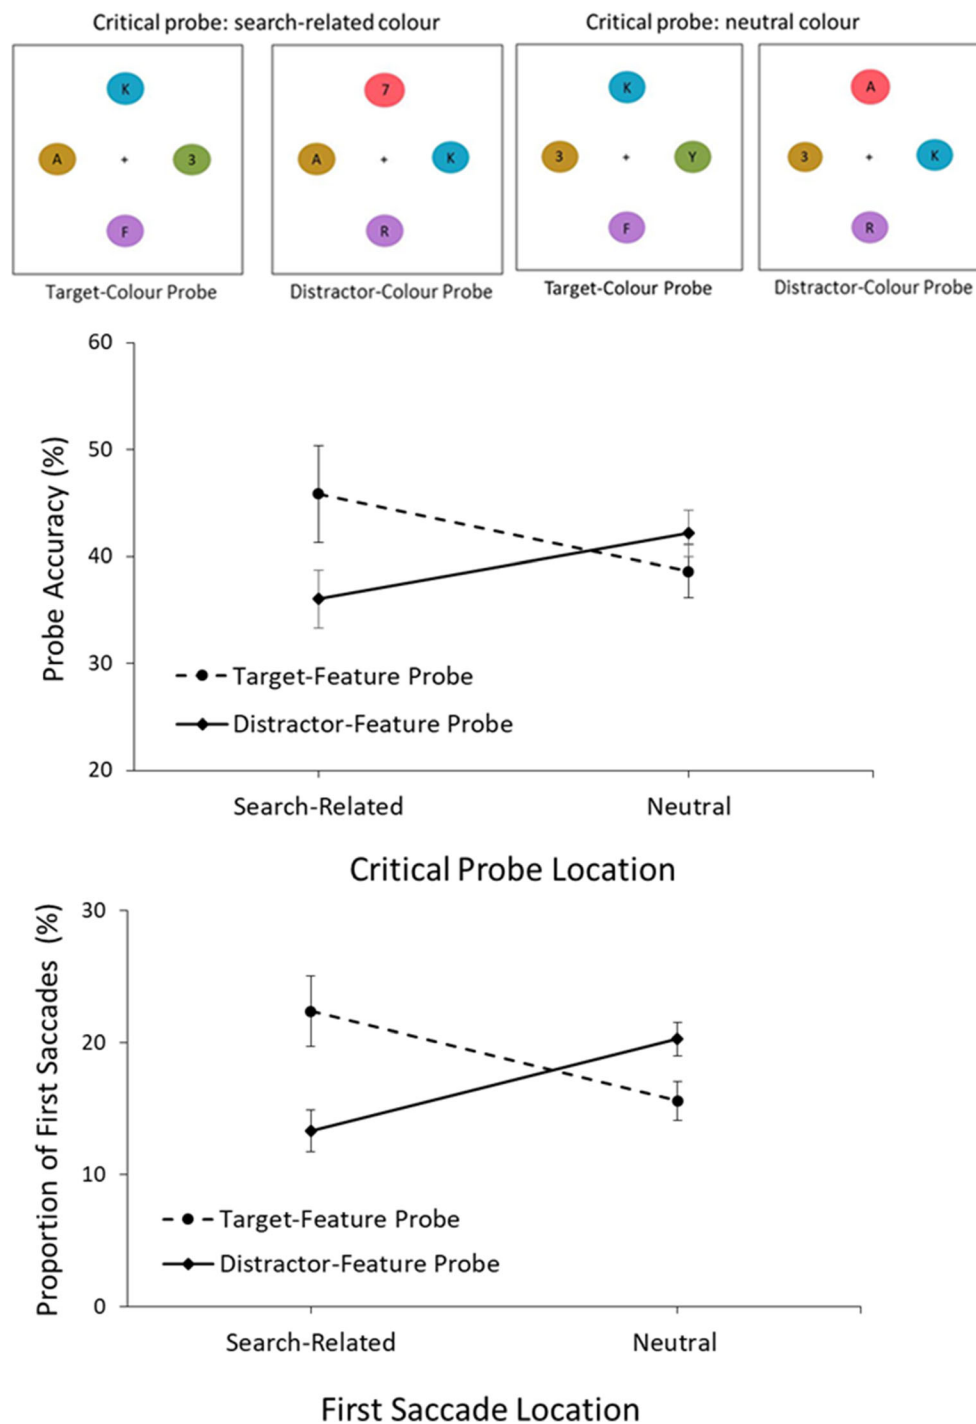 Critical probe: search-related colour
Critical probe: neutral colour
K
A + 3
F
Target-Colour Probe
7
A + K
R
Distractor-Colour Probe
K
3 + Y
F
Target-Colour Probe
A
3 + K
R
Distractor-Colour Probe
Probe Accuracy (%)
60
50
40
30
20
Target-Feature Probe
Distractor-Feature Probe
Search-Related
Neutral
Critical Probe Location
Proportion of First Saccades (%)
30
20
10
0
Target-Feature Probe
Distractor-Feature Probe
Search-Related
Neutral
First Saccade Location